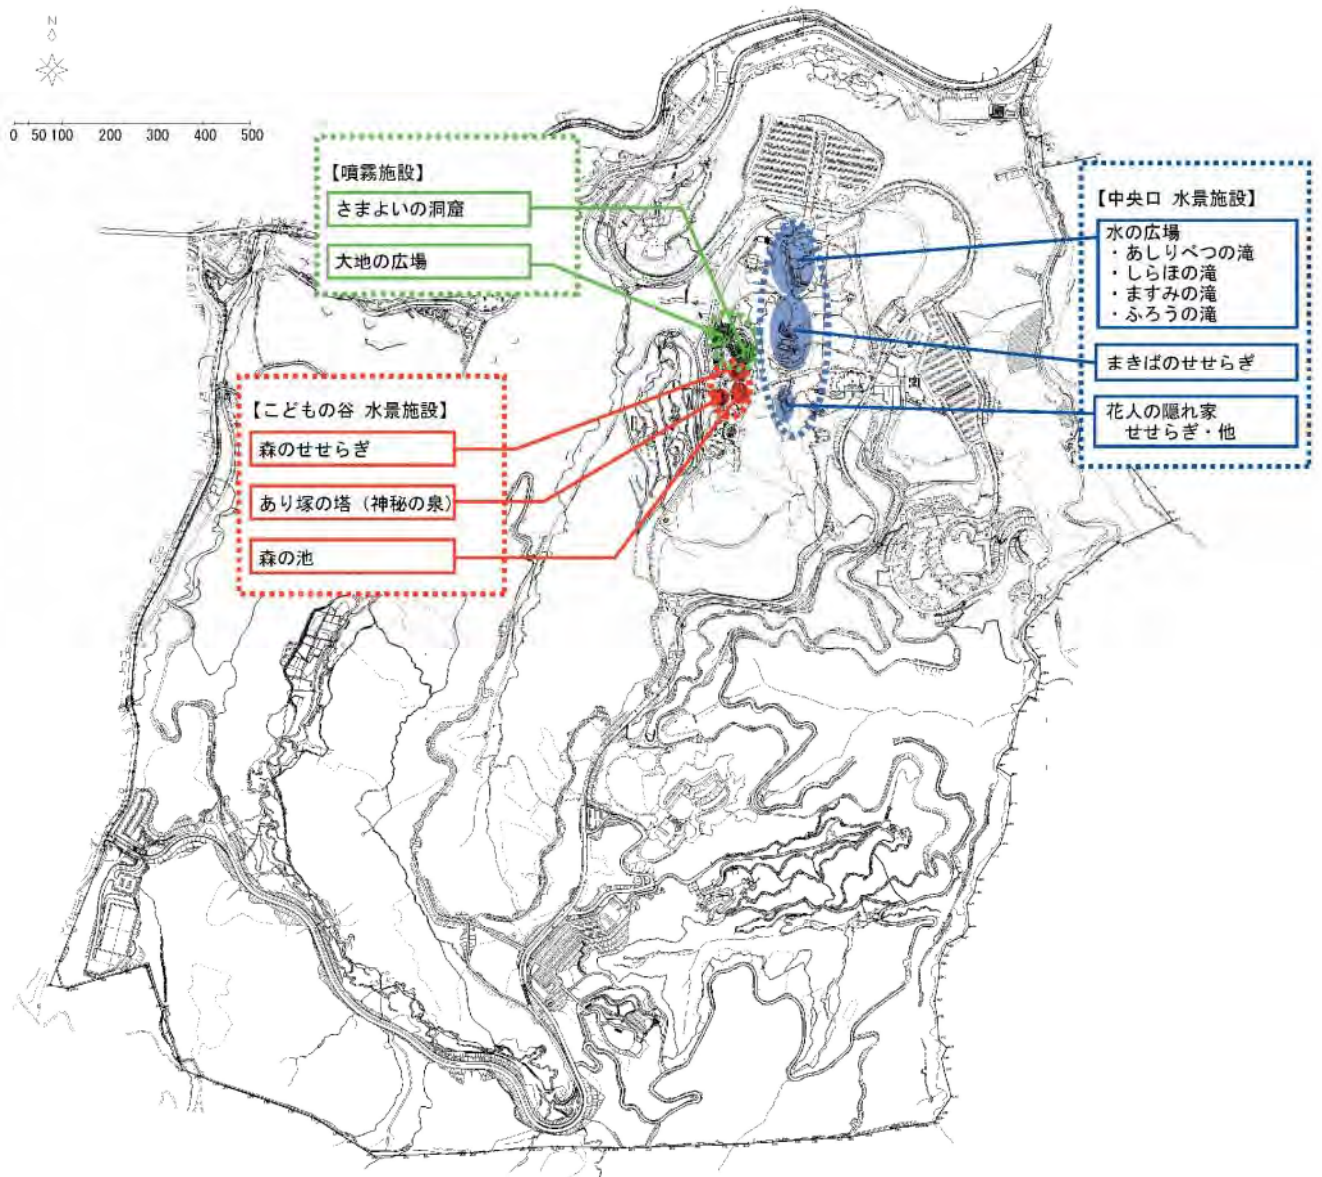 N
0 50 100 200 300 400 500
【噴霧施設】
さまよいの洞窟
大地の広場
【こどもの谷 水景施設】
森のせせらぎ
あり塚の塔（神秘の泉）
森の池
【中央口 水景施設】
水の広場
・あしりべつの滝
・しらほの滝
・ますみの滝
・ふろうの滝
まきばのせせらぎ
花人の隠れ家
せせらぎ・他